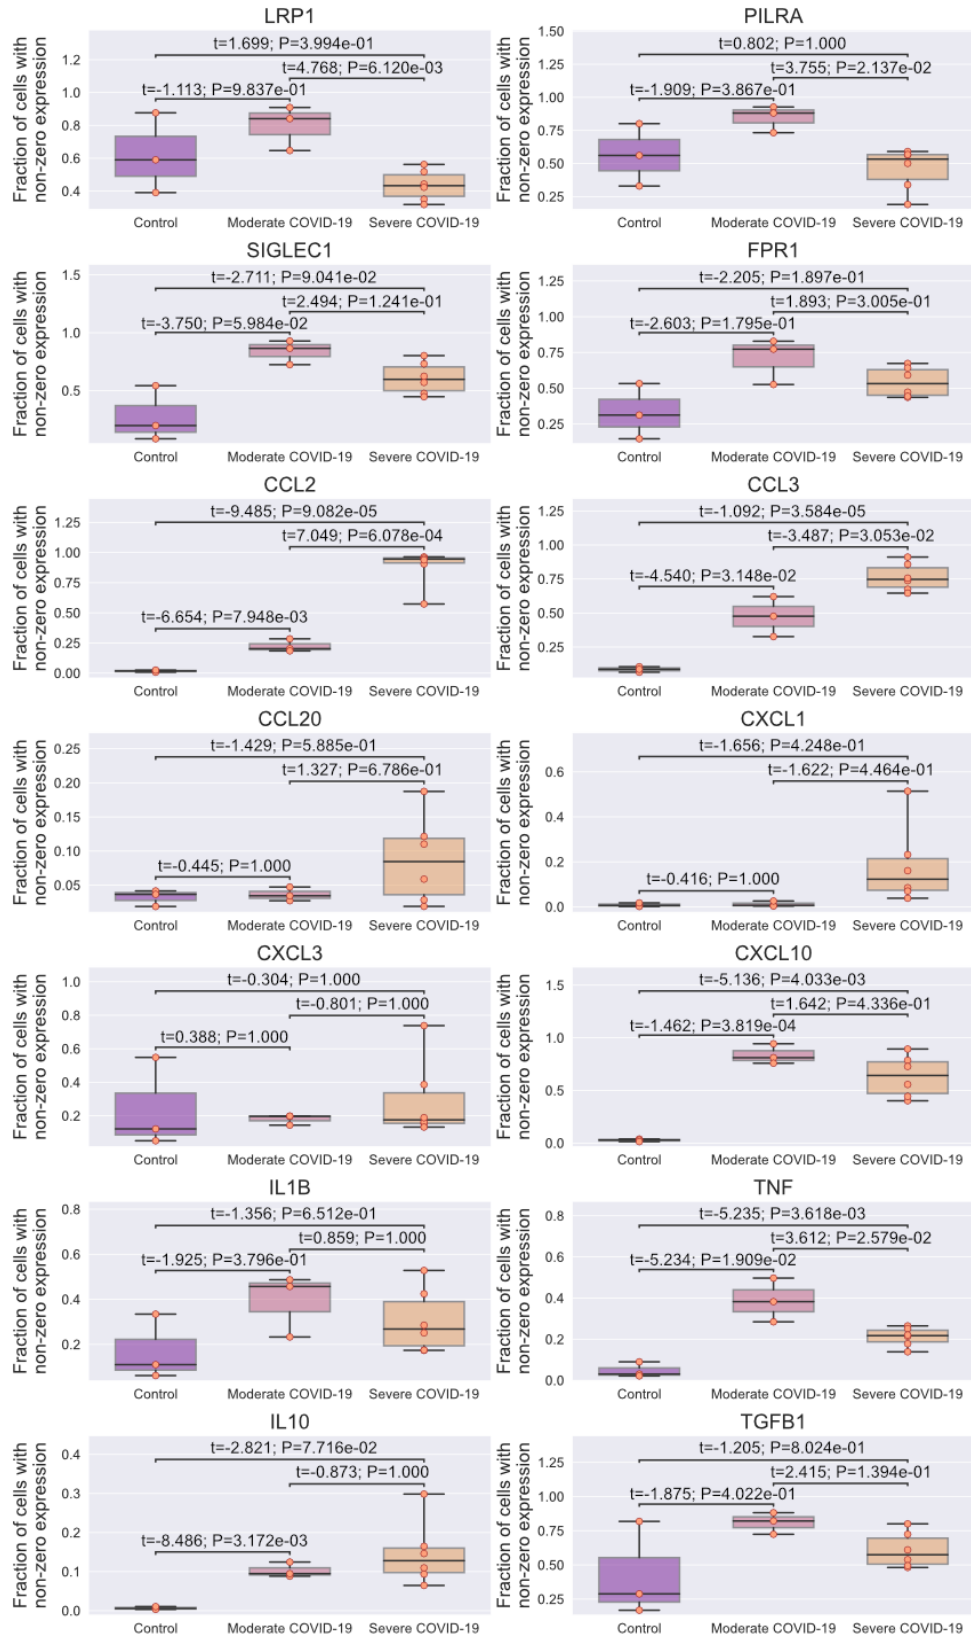 LRP1
Fraction of cells with
non-zero expression
1.2
1.0
0.8
0.6
0.4
t=1.699; P=3.994e-01
t=4.768; P=6.120e-03
t=-1.113; P=9.837e-01
Control
Moderate COVID-19
Severe COVID-19
PILRA
Fraction of cells with
non-zero expression
1.50
1.25
1.00
0.75
0.50
0.25
t=0.802; P=1.000
t=3.755; P=2.137e-02
t=-1.909; P=3.867e-01
Control
Moderate COVID-19
Severe COVID-19
SIGLEC1
Fraction of cells with
non-zero expression
1.5
1.0
0.5
t=-2.711; P=9.041e-02
t=2.494; P=1.241e-01
t=-3.750; P=5.984e-02
Control
Moderate COVID-19
Severe COVID-19
FPR1
Fraction of cells with
non-zero expression
1.25
1.00
0.75
0.50
0.25
t=-2.205; P=1.897e-01
t=1.893; P=3.005e-01
t=-2.603; P=1.795e-01
Control
Moderate COVID-19
Severe COVID-19
CCL2
Fraction of cells with
non-zero expression
1.25
1.00
0.75
0.50
0.25
0.00
t=-9.485; P=9.082e-05
t=7.049; P=6.078e-04
t=-6.654; P=7.948e-03
Control
Moderate COVID-19
Severe COVID-19
CCL3
Fraction of cells with
non-zero expression
1.25
1.00
0.75
0.50
0.25
t=-1.092; P=3.584e-05
t=-3.487; P=3.053e-02
t=-4.540; P=3.148e-02
Control
Moderate COVID-19
Severe COVID-19
CCL20
Fraction of cells with
non-zero expression
0.25
0.20
0.15
0.10
0.05
t=-1.429; P=5.885e-01
t=1.327; P=6.786e-01
t=-0.445; P=1.000
Control
Moderate COVID-19
Severe COVID-19
CXCL1
Fraction of cells with
non-zero expression
0.6
0.4
0.2
0.0
t=-1.656; P=4.248e-01
t=-1.622; P=4.464e-01
t=-0.416; P=1.000
Control
Moderate COVID-19
Severe COVID-19
CXCL3
Fraction of cells with
non-zero expression
1.0
0.8
0.6
0.4
0.2
t=-0.304; P=1.000
t=-0.801; P=1.000
t=0.388; P=1.000
Control
Moderate COVID-19
Severe COVID-19
CXCL10
Fraction of cells with
non-zero expression
1.5
1.0
0.5
0.0
t=-5.136; P=4.033e-03
t=1.642; P=4.336e-01
t=-1.462; P=3.819e-04
Control
Moderate COVID-19
Severe COVID-19
IL1B
Fraction of cells with
non-zero expression
0.8
0.6
0.4
0.2
t=-1.356; P=6.512e-01
t=0.859; P=1.000
t=-1.925; P=3.796e-01
Control
Moderate COVID-19
Severe COVID-19
TNF
Fraction of cells with
non-zero expression
0.8
0.6
0.4
0.2
0.0
t=-5.235; P=3.618e-03
t=3.612; P=2.579e-02
t=-5.234; P=1.909e-02
Control
Moderate COVID-19
Severe COVID-19
IL10
Fraction of cells with
non-zero expression
0.4
0.3
0.2
0.1
0.0
t=-2.821; P=7.716e-02
t=-0.873; P=1.000
t=-8.486; P=3.172e-03
Control
Moderate COVID-19
Severe COVID-19
TGFB1
Fraction of cells with
non-zero expression
1.25
1.00
0.75
0.50
0.25
t=-1.205; P=8.024e-01
t=2.415; P=1.394e-01
t=-1.875; P=4.022e-01
Control
Moderate COVID-19
Severe COVID-19